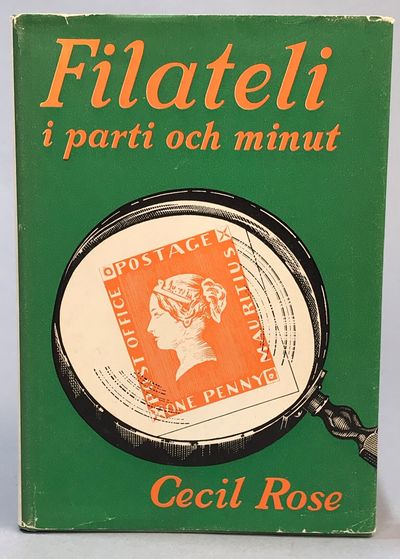 Filateli
i parti och minut
POST OFFICE
POSTAGE
MAURITIUS
ONE PENNY
Cecil Rose